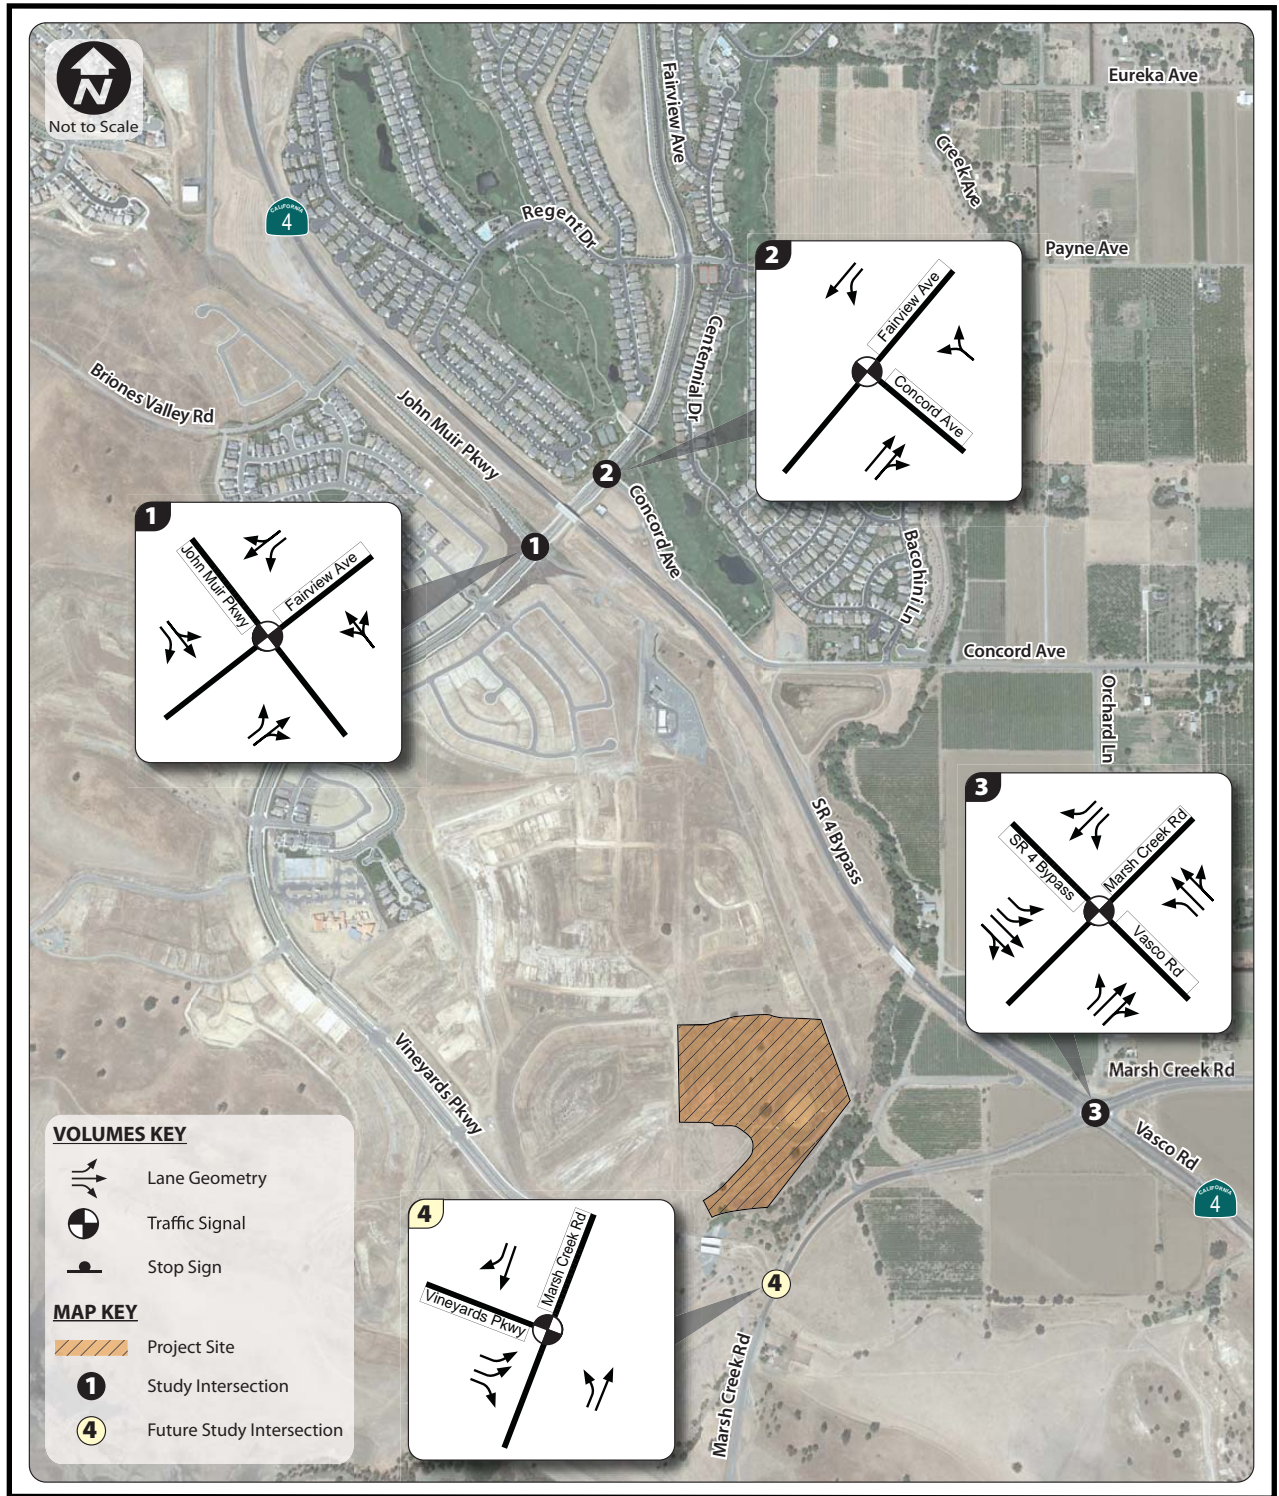 N
Not to Scale
Eureka Ave
Fairview Ave
Creek Ave
CALIFORNIA
4
Regent Dr
Payne Ave
2
Fairview Ave
Concord Ave
Centennial Dr
Briones Valley Rd
John Muir Pkwy
2
Concord Ave
1
John Muir Pkwy
Fairview Ave
1
Bacohini Ln
Concord Ave
Orchard Ln
SR 4 Bypass
3
SR 4 Bypass
Marsh Creek Rd
Vasco Rd
Vineyards Pkwy
Marsh Creek Rd
3
Vasco Rd
CALIFORNIA
4
4
Marsh Creek Rd
Vineyards Pkwy
4
Marsh Creek Rd
VOLUMES KEY
Lane Geometry
Traffic Signal
Stop Sign
MAP KEY
Project Site
1
Study Intersection
4
Future Study Intersection